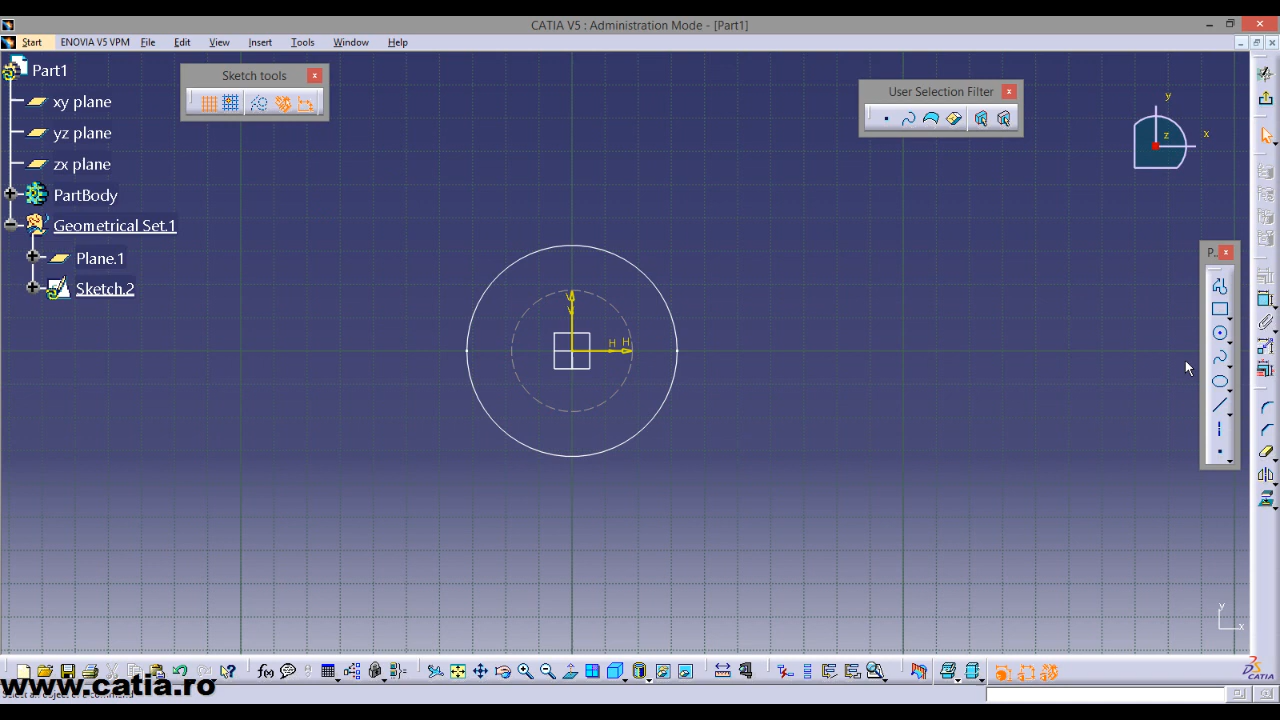 CATIA V5 : Administration Mode - [Part1]
Start ENOVIA V5 VPM File Edit View Insert Tools Window Help
Part1
xy plane
yz plane
zx plane
PartBody
Geometrical Set.1
Plane.1
Sketch.2
Sketch tools
User Selection Filter
y
x
z
P...
V
V
H H
y
x
f(x)
www.catia.ro
CATIA